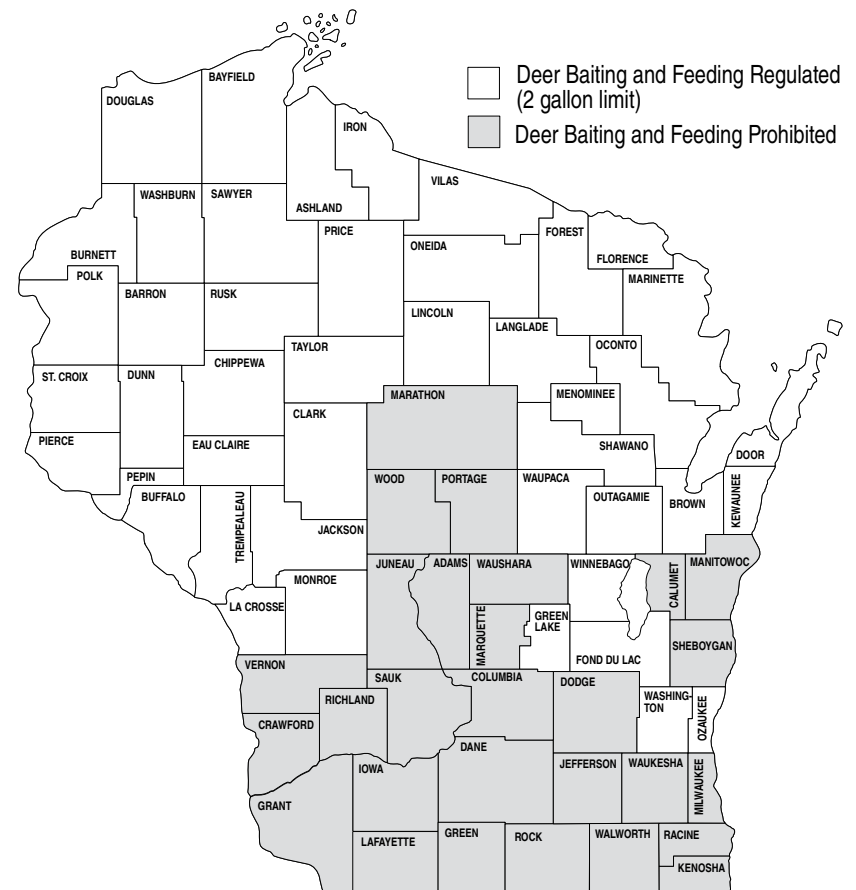 Deer Baiting and Feeding Regulated
(2 gallon limit)
Deer Baiting and Feeding Prohibited
BAYFIELD
DOUGLAS
IRON
VILAS
WASHBURN
SAWYER
ASHLAND
PRICE
FOREST
ONEIDA
FLORENCE
BURNETT
POLK
MARINETTE
BARRON
RUSK
LINCOLN
LANGLADE
TAYLOR
OCONTO
CHIPPEWA
ST. CROIX
DUNN
MARATHON
MENOMINEE
CLARK
PIERCE
EAU CLAIRE
SHAWANO
DOOR
PEPIN
WOOD
PORTAGE
WAUPACA
BUFFALO
OUTAGAMIE
BROWN
KEWAUNEE
TREMPEALEAU
JACKSON
JUNEAU
ADAMS
WAUSHARA
WINNEBAGO
CALUMET
MANITOWOC
MONROE
LA CROSSE
MARQUETTE
GREEN
LAKE
SHEBOYGAN
FOND DU LAC
VERNON
SAUK
COLUMBIA
DODGE
RICHLAND
WASHING-
TON
OZAUKEE
CRAWFORD
DANE
IOWA
JEFFERSON
WAUKESHA
MILWAUKEE
GRANT
LAFAYETTE
GREEN
ROCK
WALWORTH
RACINE
KENOSHA